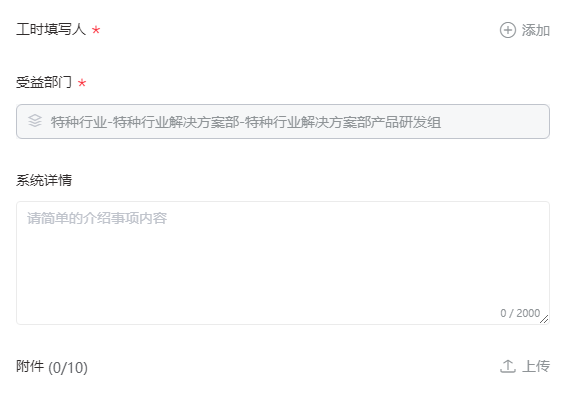 工时填写人 * 添加
受益部门 *
特种行业-特种行业解决方案部-特种行业解决方案部产品研发组
系统详情
请简单的介绍事项内容
0 / 2000
附件 (0/10) 上传